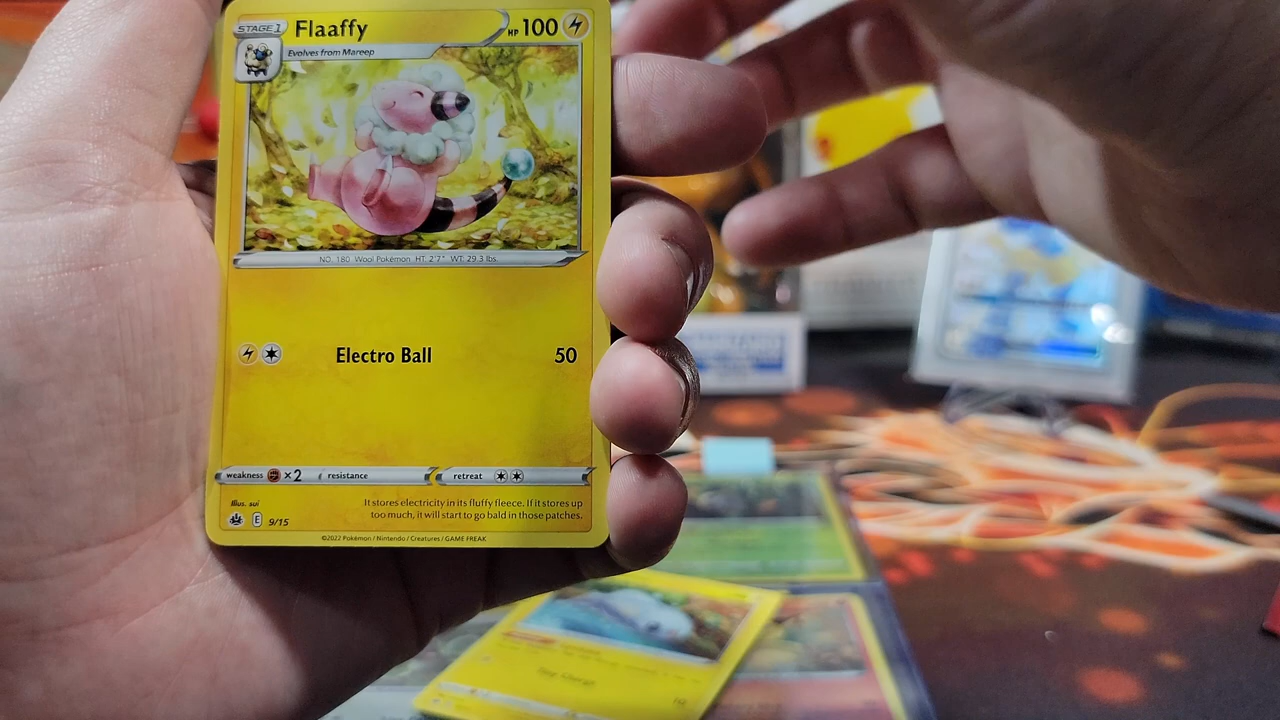 STAGE 1 Flaaffy HP 100
Evolves from Mareep
NO. 180 Wool Pokémon HT: 2'7" WT: 29.3 lbs.
Electro Ball 50
weakness ×2 resistance retreat
Illus. sui
It stores electricity in its fluffy fleece. If it stores up
too much, it will start to go bald in those patches.
E 9/15
©2022 Pokémon / Nintendo / Creatures / GAME FREAK